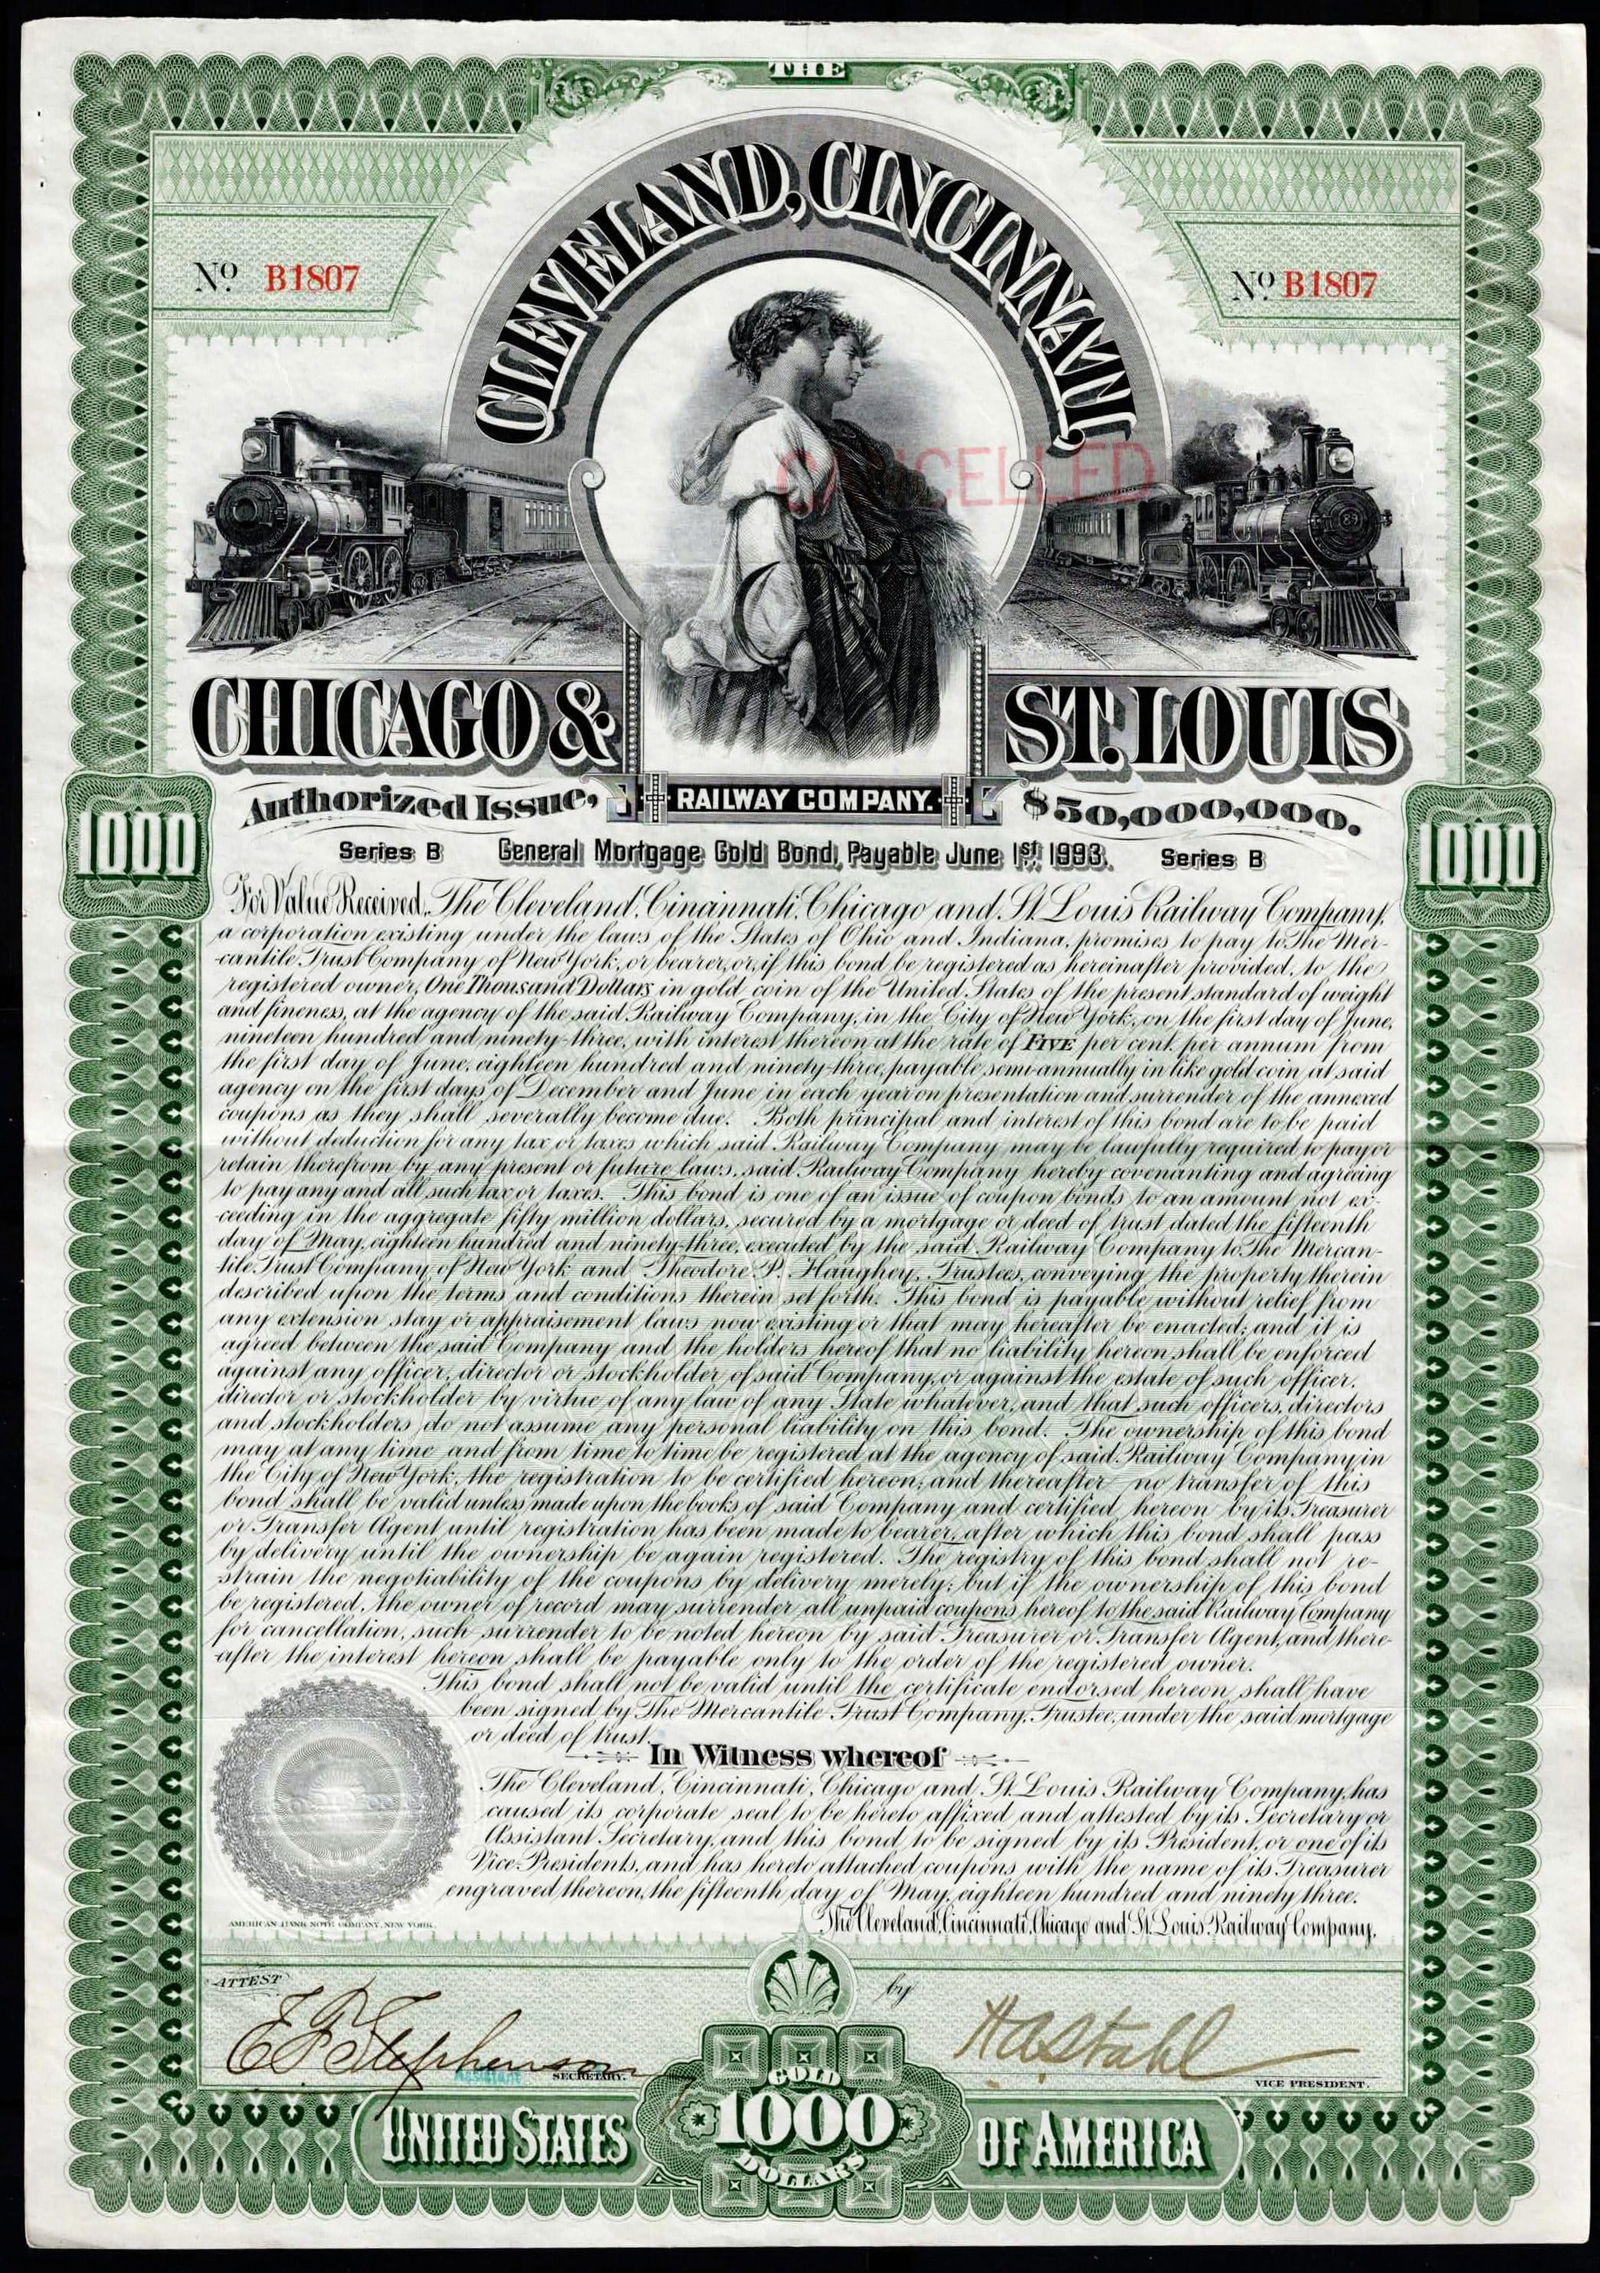 THE
CLEVELAND, CINCINNATI,
No. B1807
No. B1807
CANCELLED
CHICAGO & ST. LOUIS
RAILWAY COMPANY.
Authorized Issue, $50,000,000.
Series B General Mortgage Gold Bond, Payable June 1st 1993. Series B
1000
1000
For Value Received, The Cleveland, Cincinnati, Chicago and St. Louis Railway Company,
a corporation existing under the laws of the States of Ohio and Indiana, promises to pay to The Mer-
-cantile Trust Company of New York, or bearer, or, if this bond be registered as hereinafter provided, to the
registered owner, One Thousand Dollars in gold coin of the United States of the present standard of weight
and fineness, at the agency of the said Railway Company, in the City of New York, on the first day of June,
nineteen hundred and ninety-three, with interest thereon at the rate of FIVE per cent. per annum from
the first day of June, eighteen hundred and ninety-three, payable semi-annually in like gold coin at said
agency on the first days of December and June in each year on presentation and surrender of the annexed
coupons as they shall severally become due. Both principal and interest of this bond are to be paid
without deduction for any tax or taxes which said Railway Company may be lawfully required to pay or
retain therefrom by any present or future laws, said Railway Company hereby covenanting and agreeing
to pay any and all such tax or taxes. This bond is one of an issue of coupon bonds to an amount not ex-
-ceeding in the aggregate fifty million dollars, secured by a mortgage or deed of trust dated the fifteenth
day of May, eighteen hundred and ninety-three, executed by the said Railway Company to The Mercan-
tile Trust Company of New York and Theodore P. Haughey, Trustees, conveying the property therein
described upon the terms and conditions therein set forth. This bond is payable without relief from
any extension stay or appraisement laws now existing or that may hereafter be enacted; and it is
agreed between the said Company and the holders hereof that no liability hereon shall be enforced
against any officer, director or stockholder of said Company, or against the estate of such officer,
director or stockholder by virtue of any law of any State whatever, and that such officers, directors
and stockholders do not assume any personal liability on this bond. The ownership of this bond
may at any time and from time to time be registered at the agency of said Railway Company in
the City of New York, the registration to be certified hereon; and thereafter no transfer of this
bond shall be valid unless made upon the books of said Company and certified hereon by its Treasurer
or Transfer Agent until registration has been made to bearer, after which this bond shall pass
by delivery until the ownership be again registered. The registry of this bond shall not re-
-strain the negotiability of the coupons by delivery merely; but if the ownership of this bond
be registered, the owner of record may surrender all unpaid coupons hereof to the said Railway Company
for cancellation, such surrender to be noted hereon by said Treasurer or Transfer Agent, and there-
-after the interest hereon shall be payable only to the order of the registered owner.
This bond shall not be valid until the certificate endorsed hereon shall have
been signed by The Mercantile Trust Company, Trustee, under the said mortgage
or deed of trust.
In Witness whereof
The Cleveland, Cincinnati, Chicago and St. Louis Railway Company, has
caused its corporate seal to be hereto affixed and attested by its Secretary or
Assistant Secretary, and this bond to be signed by its President, or one of its
Vice-Presidents, and has hereto attached coupons with the name of its Treasurer
engraved thereon, the fifteenth day of May, eighteen hundred and ninety three.
AMERICAN BANK NOTE COMPANY, NEW YORK.
The Cleveland, Cincinnati, Chicago and St. Louis Railway Company,
ATTEST
by
E F Stephenson
ASSISTANT SECRETARY.
H A Stahl
VICE PRESIDENT.
GOLD
1000
DOLLARS
UNITED STATES OF AMERICA